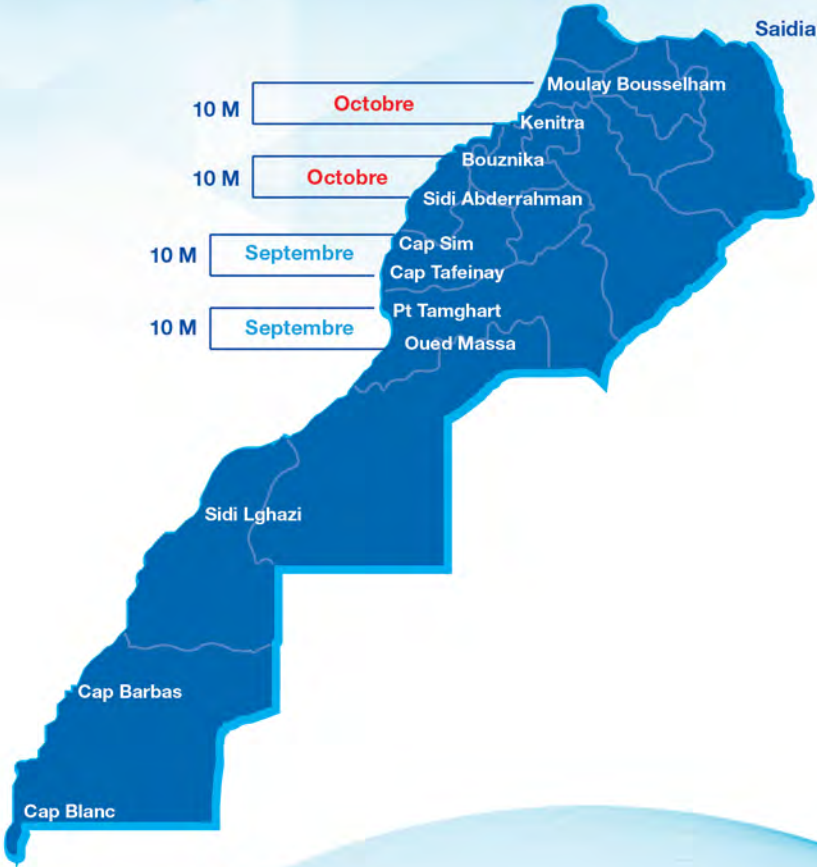 Saidia
Moulay Bousselham
10 M
Octobre
Kenitra
Bouznika
10 M
Octobre
Sidi Abderrahman
Cap Sim
10 M
Septembre
Cap Tafeinay
Pt Tamghart
10 M
Septembre
Oued Massa
Sidi Lghazi
Cap Barbas
Cap Blanc